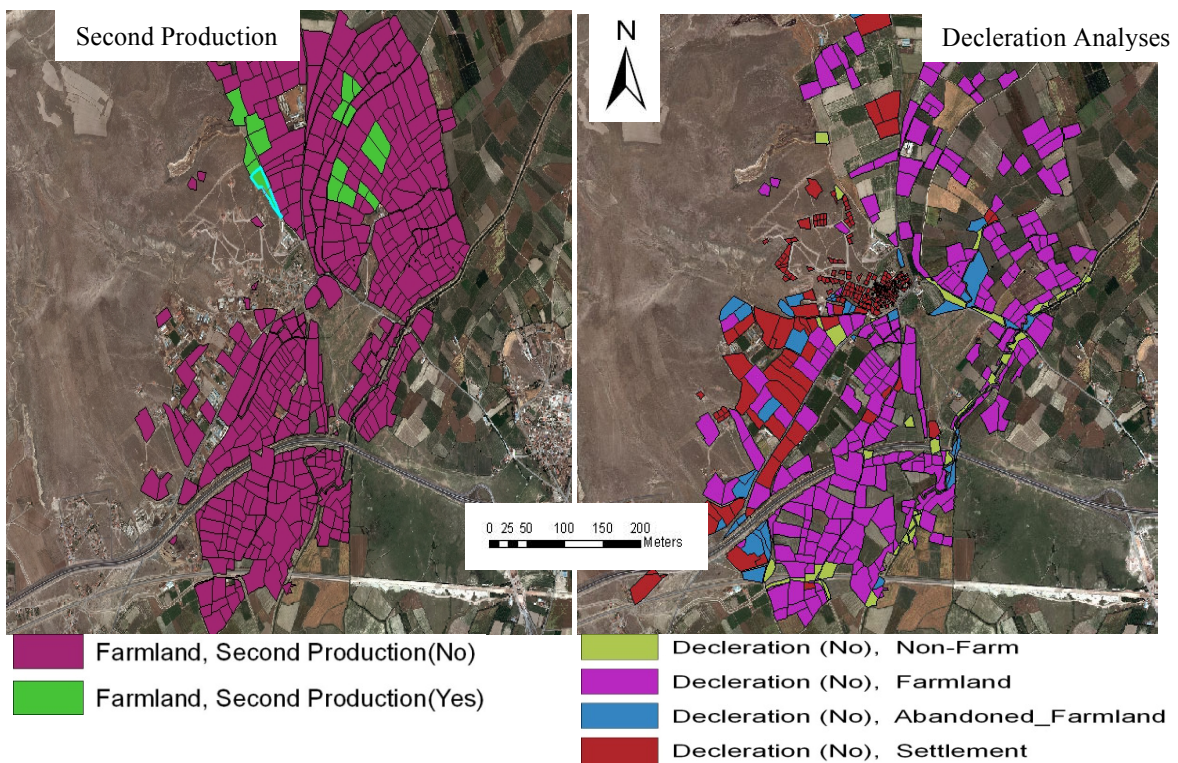 Second Production
N
Decleration Analyses
0 25 50 100 150 200
Meters
Farmland, Second Production(No)
Farmland, Second Production(Yes)
Decleration (No), Non-Farm
Decleration (No), Farmland
Decleration (No), Abandoned_Farmland
Decleration (No), Settlement